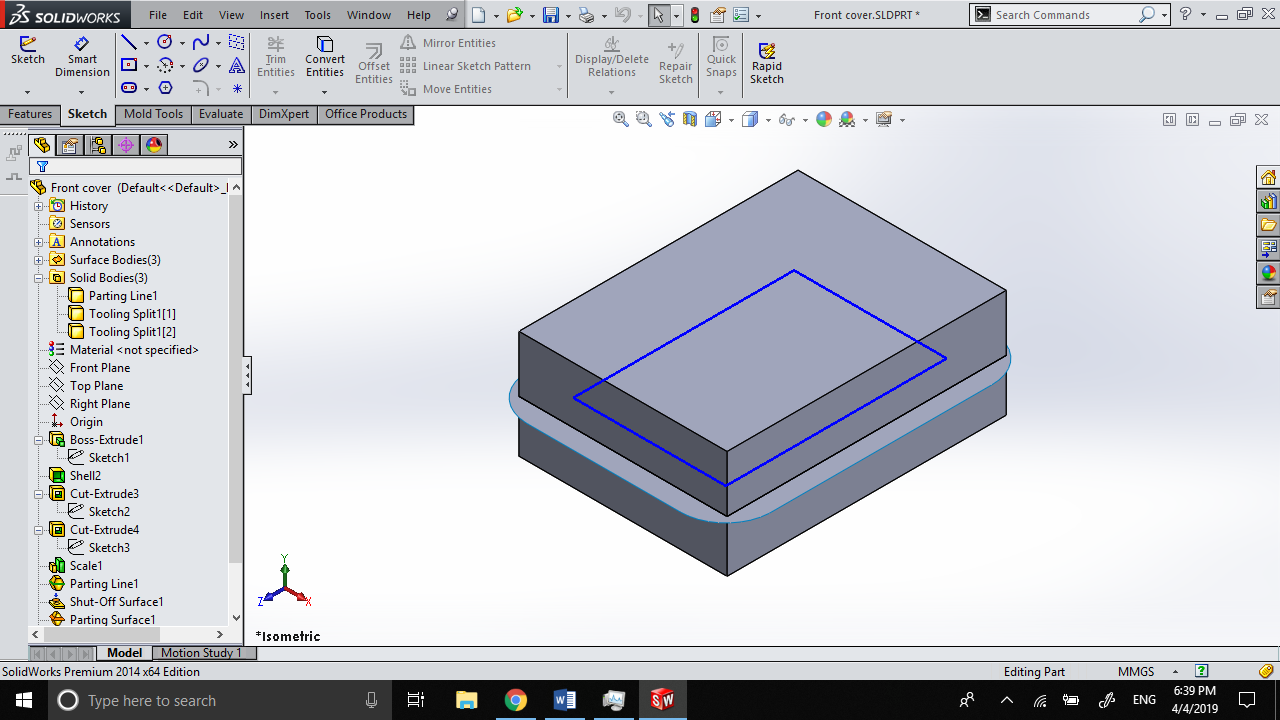 SOLIDWORKS File Edit View Insert Tools Window Help Front cover.SLDPRT * Search Commands
Sketch Smart Dimension Trim Entities Convert Entities Offset Entities Mirror Entities Linear Sketch Pattern Move Entities Display/Delete Relations Repair Sketch Quick Snaps Rapid Sketch
Features Sketch Mold Tools Evaluate DimXpert Office Products
Front cover (Default<<Default>_
History
Sensors
Annotations
Surface Bodies(3)
Solid Bodies(3)
Parting Line1
Tooling Split1[1]
Tooling Split1[2]
Material <not specified>
Front Plane
Top Plane
Right Plane
Origin
Boss-Extrude1
Sketch1
Shell2
Cut-Extrude3
Sketch2
Cut-Extrude4
Sketch3
Scale1
Parting Line1
Shut-Off Surface1
Parting Surface1
Y
Z X
*Isometric
Model Motion Study 1
SolidWorks Premium 2014 x64 Edition Editing Part MMGS
Type here to search ENG 6:39 PM
4/4/2019